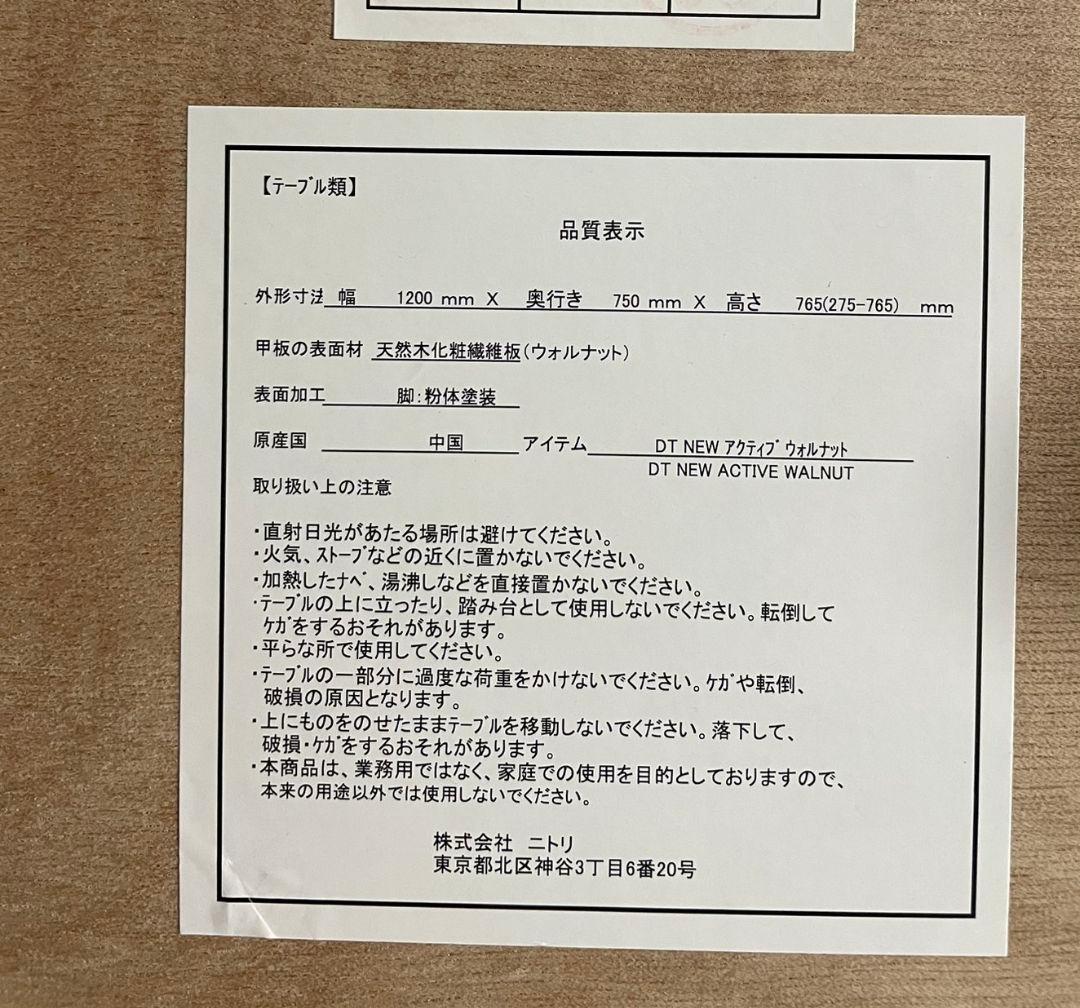 【ﾃｰﾌﾞﾙ類】
品質表示
外形寸法 幅 1200 mm X 奥行き 750 mm X 高さ 765(275-765) mm
甲板の表面材 天然木化粧繊維板(ウォルナット)
表面加工 脚:粉体塗装
原産国 中国 アイテム DT NEW ｱｸﾃｨﾌﾞ ｳｫﾙﾅｯﾄ
DT NEW ACTIVE WALNUT
取り扱い上の注意
・直射日光があたる場所は避けてください。
・火気、ｽﾄｰﾌﾞなどの近くに置かないでください。
・加熱したﾅﾍﾞ、湯沸しなどを直接置かないでください。
・ﾃｰﾌﾞﾙの上に立ったり、踏み台として使用しないでください。転倒して
ｹｶﾞをするおそれがあります。
・平らな所で使用してください。
・ﾃｰﾌﾞﾙの一部分に過度な荷重をかけないでください。ｹｶﾞや転倒、
破損の原因となります。
・上にものをのせたままﾃｰﾌﾞﾙを移動しないでください。落下して、
破損・ｹｶﾞをするおそれがあります。
・本商品は、業務用ではなく、家庭での使用を目的としておりますので、
本来の用途以外では使用しないでください。
株式会社 ニトリ
東京都北区神谷3丁目6番20号